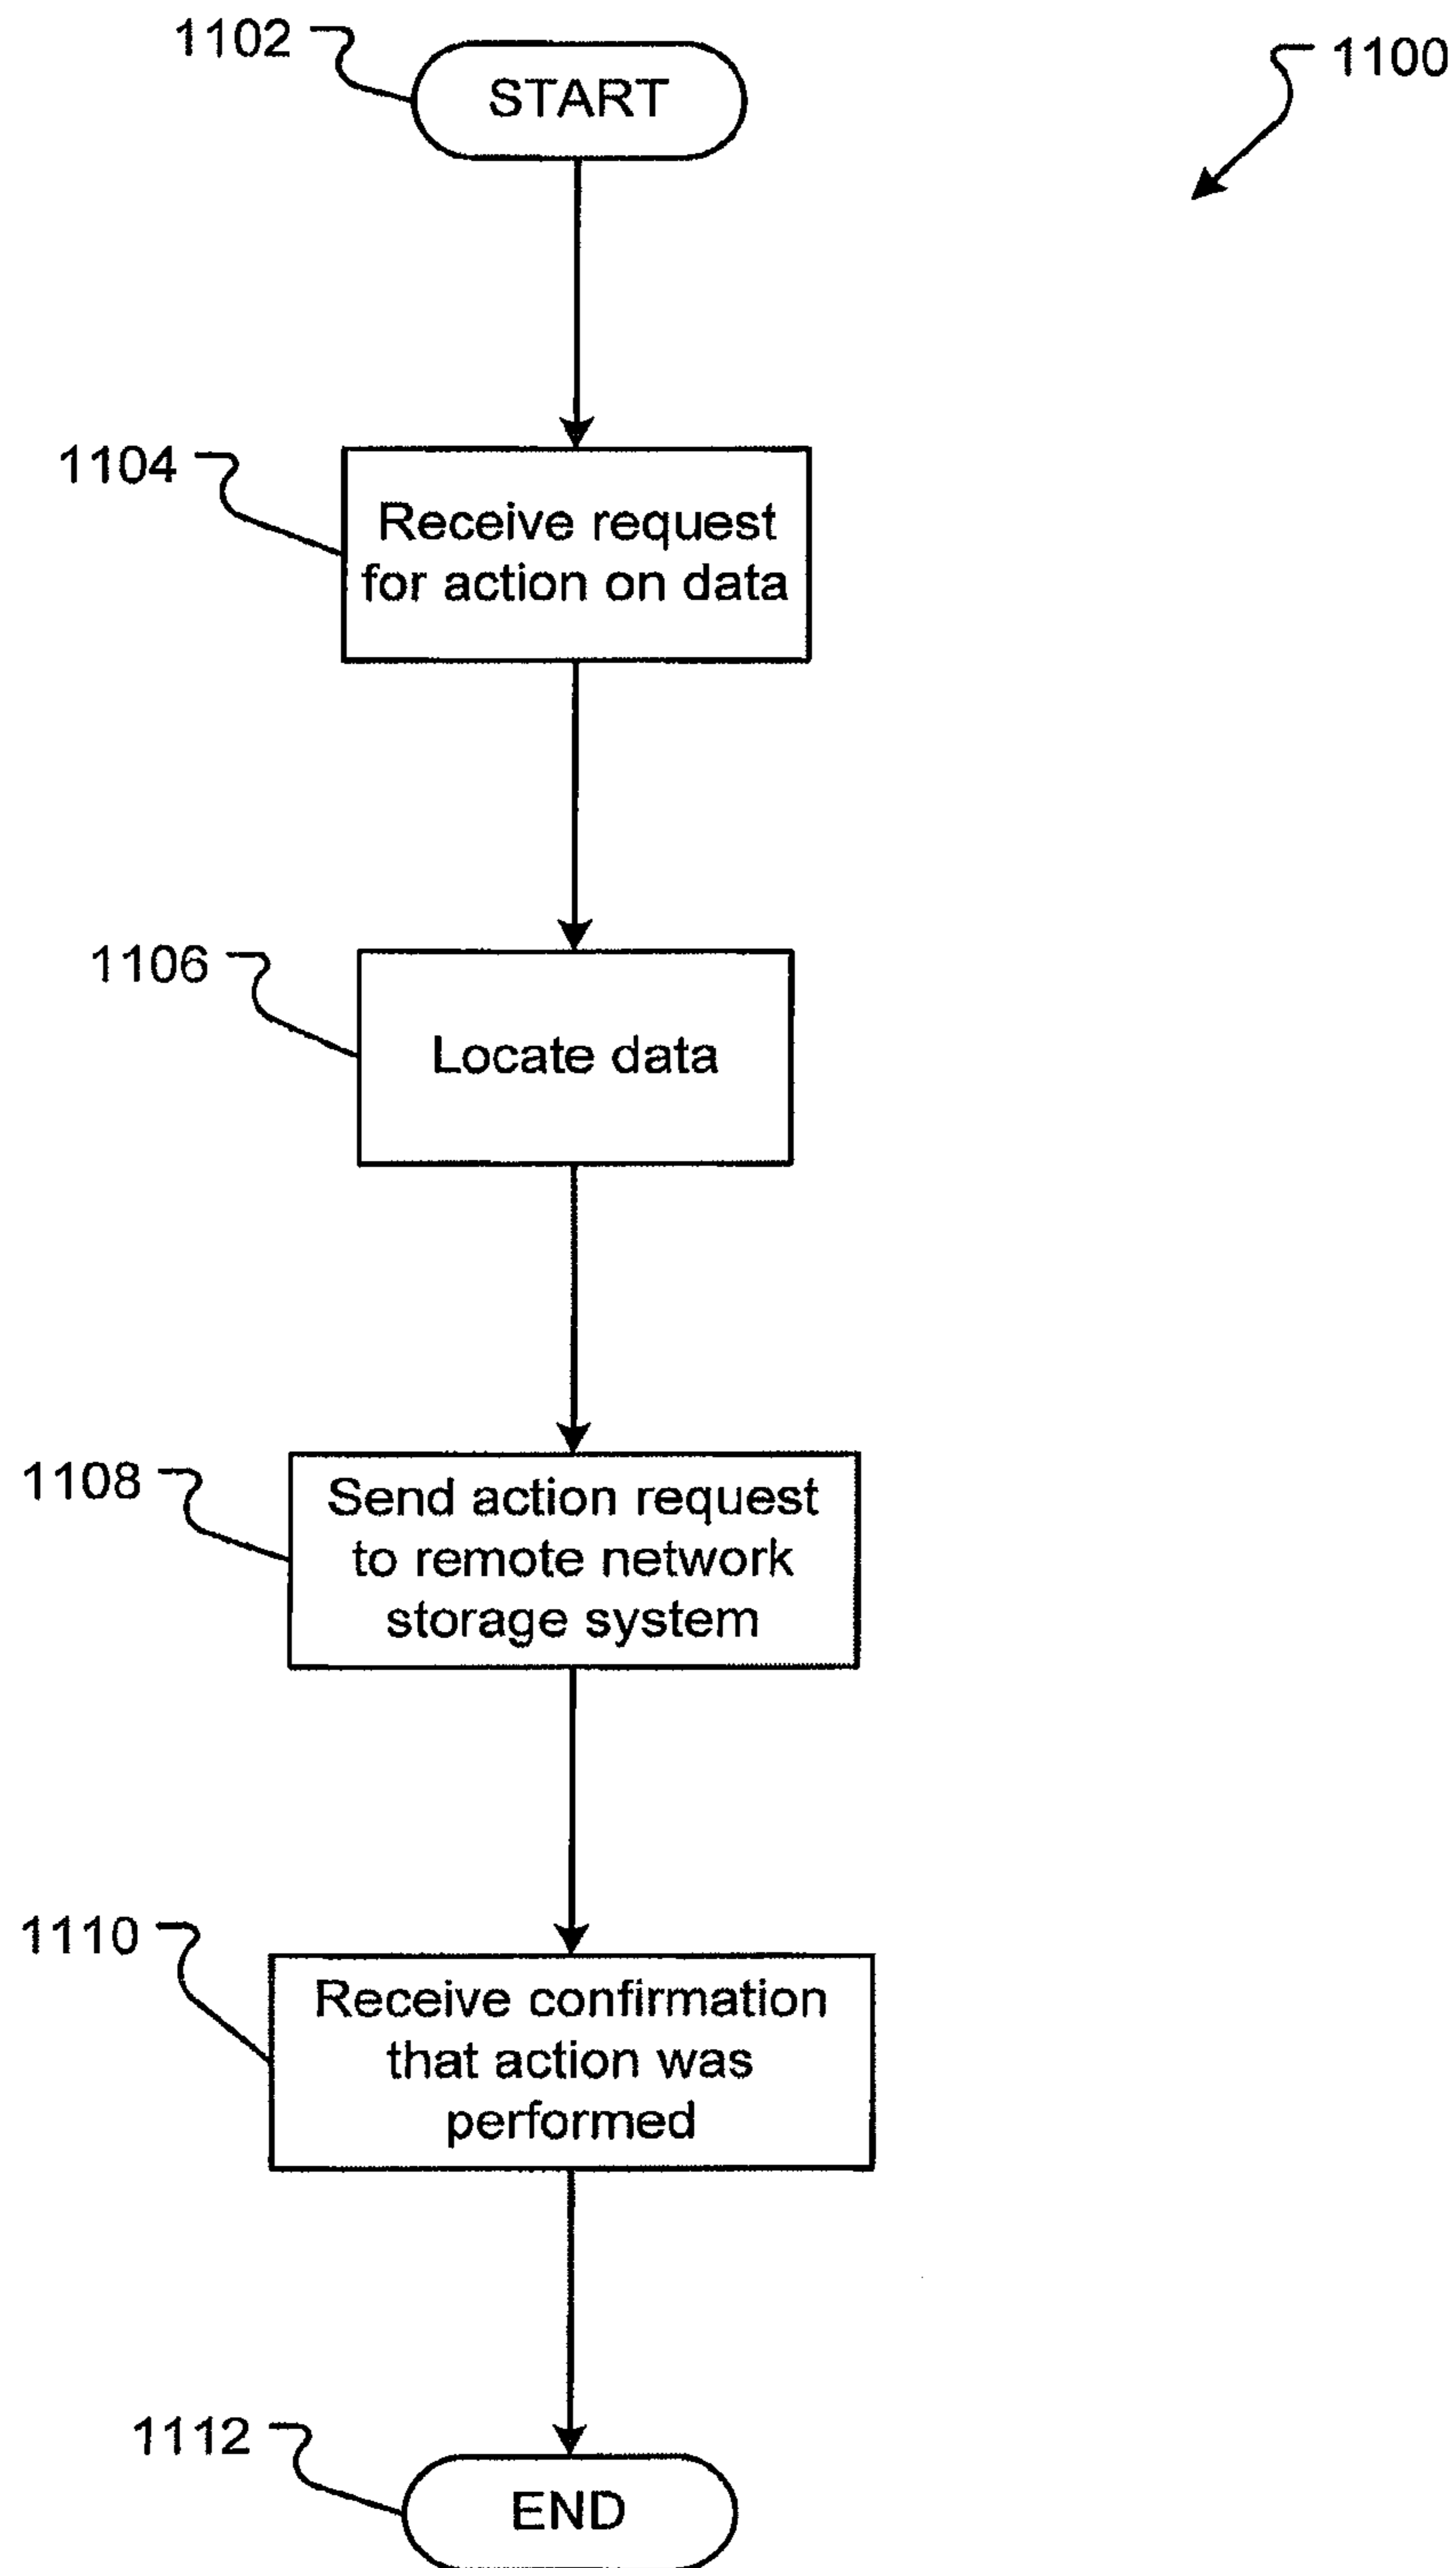 1102
START
1100
1104
Receive request
for action on data
1106
Locate data
1108
Send action request
to remote network
storage system
1110
Receive confirmation
that action was
performed
1112
END